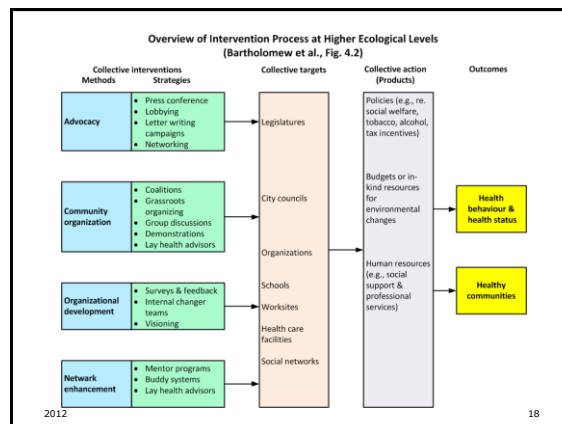 Overview of Intervention Process at Higher Ecological Levels
(Bartholomew et al., Fig. 4.2)
Collective interventions
Methods
Strategies
Collective targets
Collective action
(Products)
Outcomes
Advocacy
• Press conference
• Lobbying
• Letter writing
campaigns
• Networking
Community
organization
• Coalitions
• Grassroots
organizing
• Group discussions
• Demonstrations
• Lay health advisors
Organizational
development
• Surveys & feedback
• Internal changer
teams
• Visioning
Netwark
enhancement
• Mentor programs
• Buddy systems
• Lay health advisors
Legislatures
City councils
Organizations
Schools
Worksites
Health care
facilities
Social networks
Policies (e.g., re.
social welfare,
tobacco, alcohol,
tax incentives)
Budgets or in-
kind resources
for
environmental
changes
Human resources
(e.g., social
support &
professional
services)
Health
behaviour &
health status
Healthy
communities
2012
18